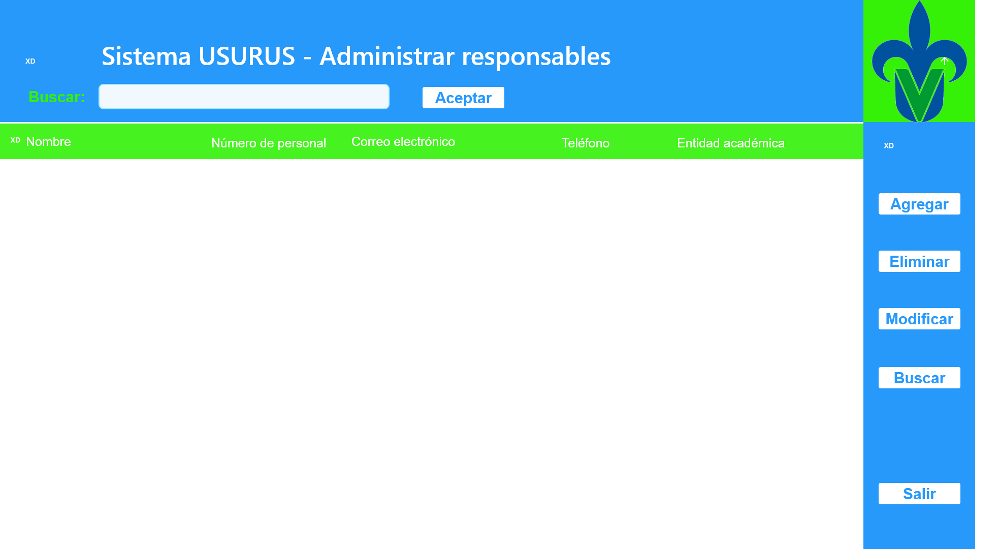 XD
Sistema USURUS - Administrar responsables
Buscar:
Aceptar
XD Nombre
Número de personal
Correo electrónico
Teléfono
Entidad académica
XD
Agregar
Eliminar
Modificar
Buscar
Salir